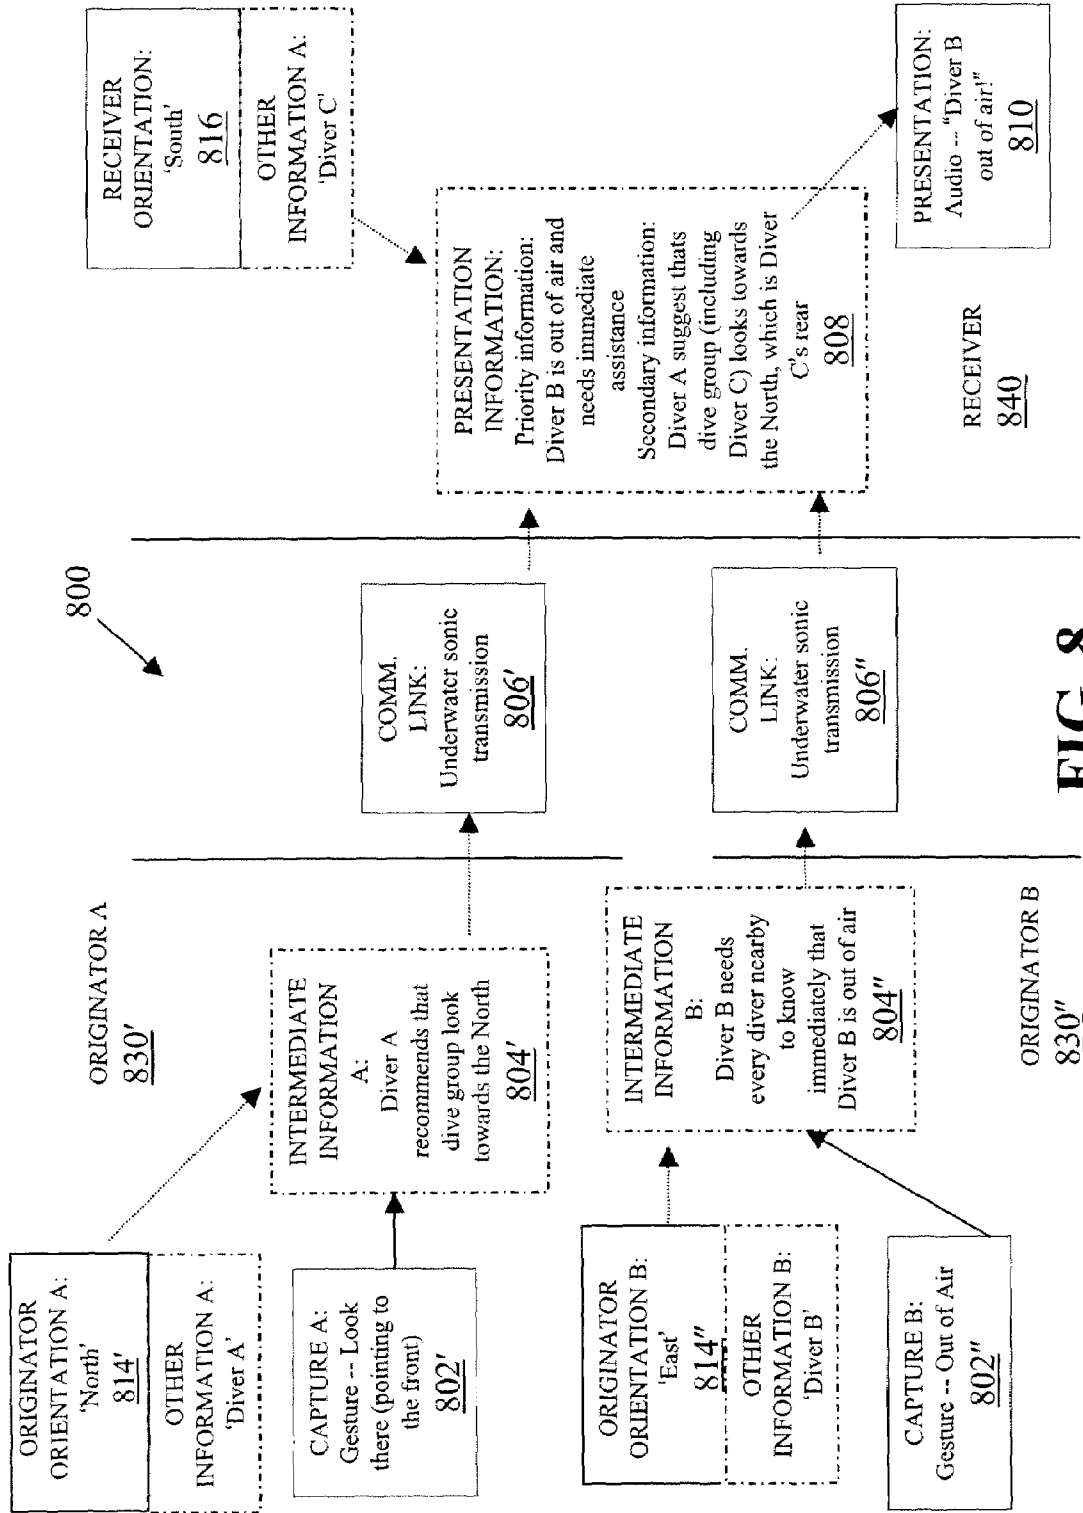 800
ORIGINATOR A
830'
ORIGINATOR
ORIENTATION A:
'North'
814'
OTHER
INFORMATION A:
'Diver A'
CAPTURE A:
Gesture -- Look
there (pointing to
the front)
802'
INTERMEDIATE
INFORMATION
A:
Diver A
recommends that
dive group look
towards the North
804'
COMM.
LINK:
Underwater sonic
transmission
806'
ORIGINATOR
ORIENTATION B:
'East'
814"
OTHER
INFORMATION B:
'Diver B'
CAPTURE B:
Gesture -- Out of Air
802"
INTERMEDIATE
INFORMATION
B:
Diver B needs
every diver nearby
to know
immediately that
Diver B is out of air
804"
ORIGINATOR B
830"
COMM.
LINK:
Underwater sonic
transmission
806"
RECEIVER
ORIENTATION:
'South'
816
OTHER
INFORMATION A:
'Diver C'
PRESENTATION
INFORMATION:
Priority information:
Diver B is out of air and
needs immediate
assistance
Secondary information:
Diver A suggest thats
dive group (including
Diver C) looks towards
the North, which is Diver
C's rear
808
RECEIVER
840
PRESENTATION:
Audio -- "Diver B
out of air!"
810
FIG. 8